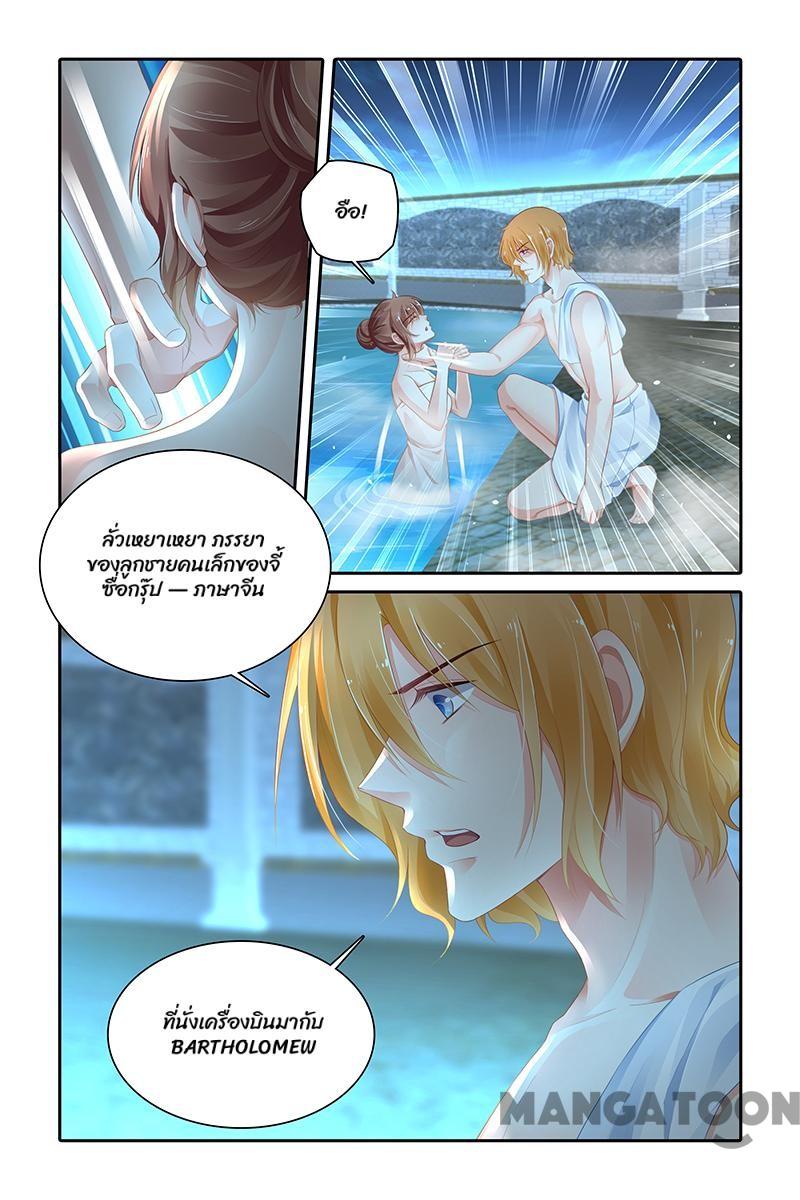 อือ!
ลั่วเหยาเหยา ภรรยา
ของลูกชายคนเล็กของจี้
ซื่อกรุ๊ป — ภาษาจีน
ที่นั่งเครื่องบินมากับ
BARTHOLOMEW
MANGATOON